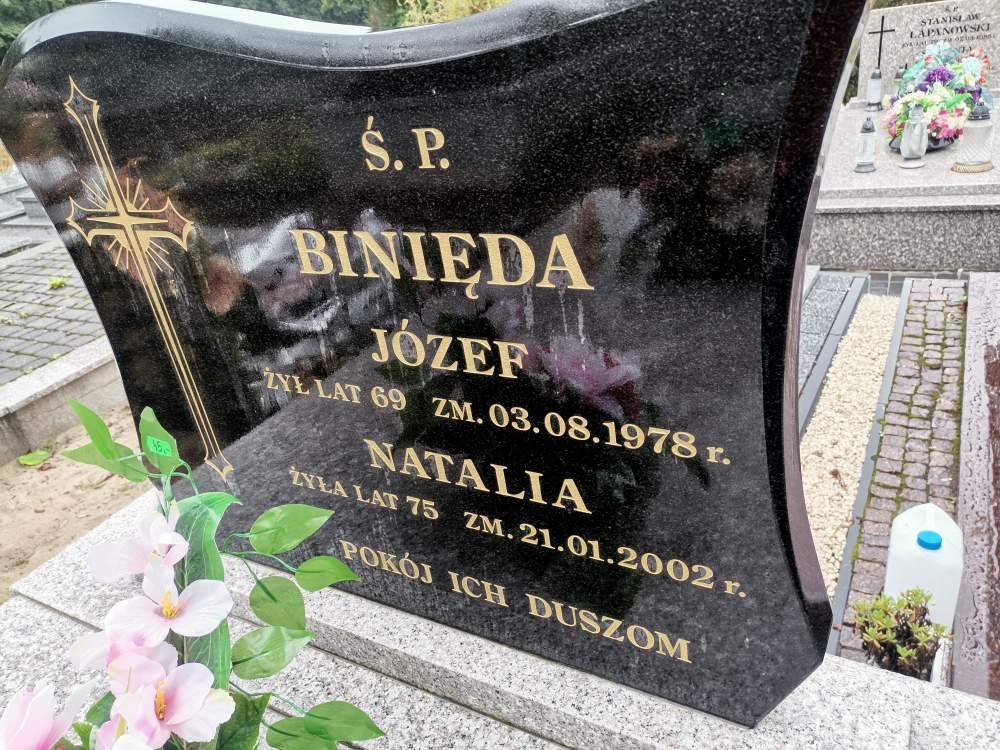 Ś. P.
BINIĘDA
JÓZEF
ŻYŁ LAT 69 ZM. 03.08.1978 r.
NATALIA
ŻYŁA LAT 75 ZM. 21.01.2002 r.
POKÓJ ICH DUSZOM
Ś. P.
STANISŁAW
ŁAPANOWSKI